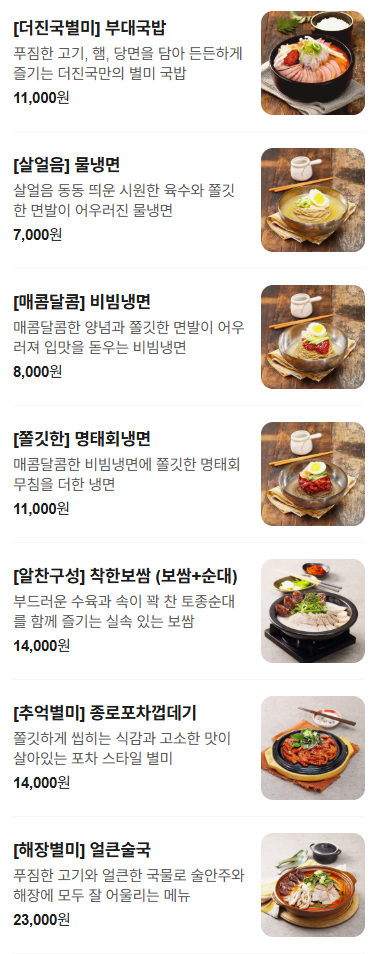 [더진국별미] 부대국밥
푸짐한 고기, 햄, 당면을 담아 든든하게
즐기는 더진국만의 별미 국밥
11,000원
[살얼음] 물냉면
살얼음 동동 띄운 시원한 육수와 쫄깃
한 면발이 어우러진 물냉면
7,000원
[매콤달콤] 비빔냉면
매콤달콤한 양념과 쫄깃한 면발이 어우
러져 입맛을 돋우는 비빔냉면
8,000원
[쫄깃한] 명태회냉면
매콤달콤한 비빔냉면에 쫄깃한 명태회
무침을 더한 냉면
11,000원
[알찬구성] 착한보쌈 (보쌈+순대)
부드러운 수육과 속이 꽉 찬 토종순대
를 함께 즐기는 실속 있는 보쌈
14,000원
[추억별미] 종로포차껍데기
쫄깃하게 씹히는 식감과 고소한 맛이
살아있는 포차 스타일 별미
14,000원
[해장별미] 얼큰술국
푸짐한 고기와 얼큰한 국물로 술안주와
해장에 모두 잘 어울리는 메뉴
23,000원